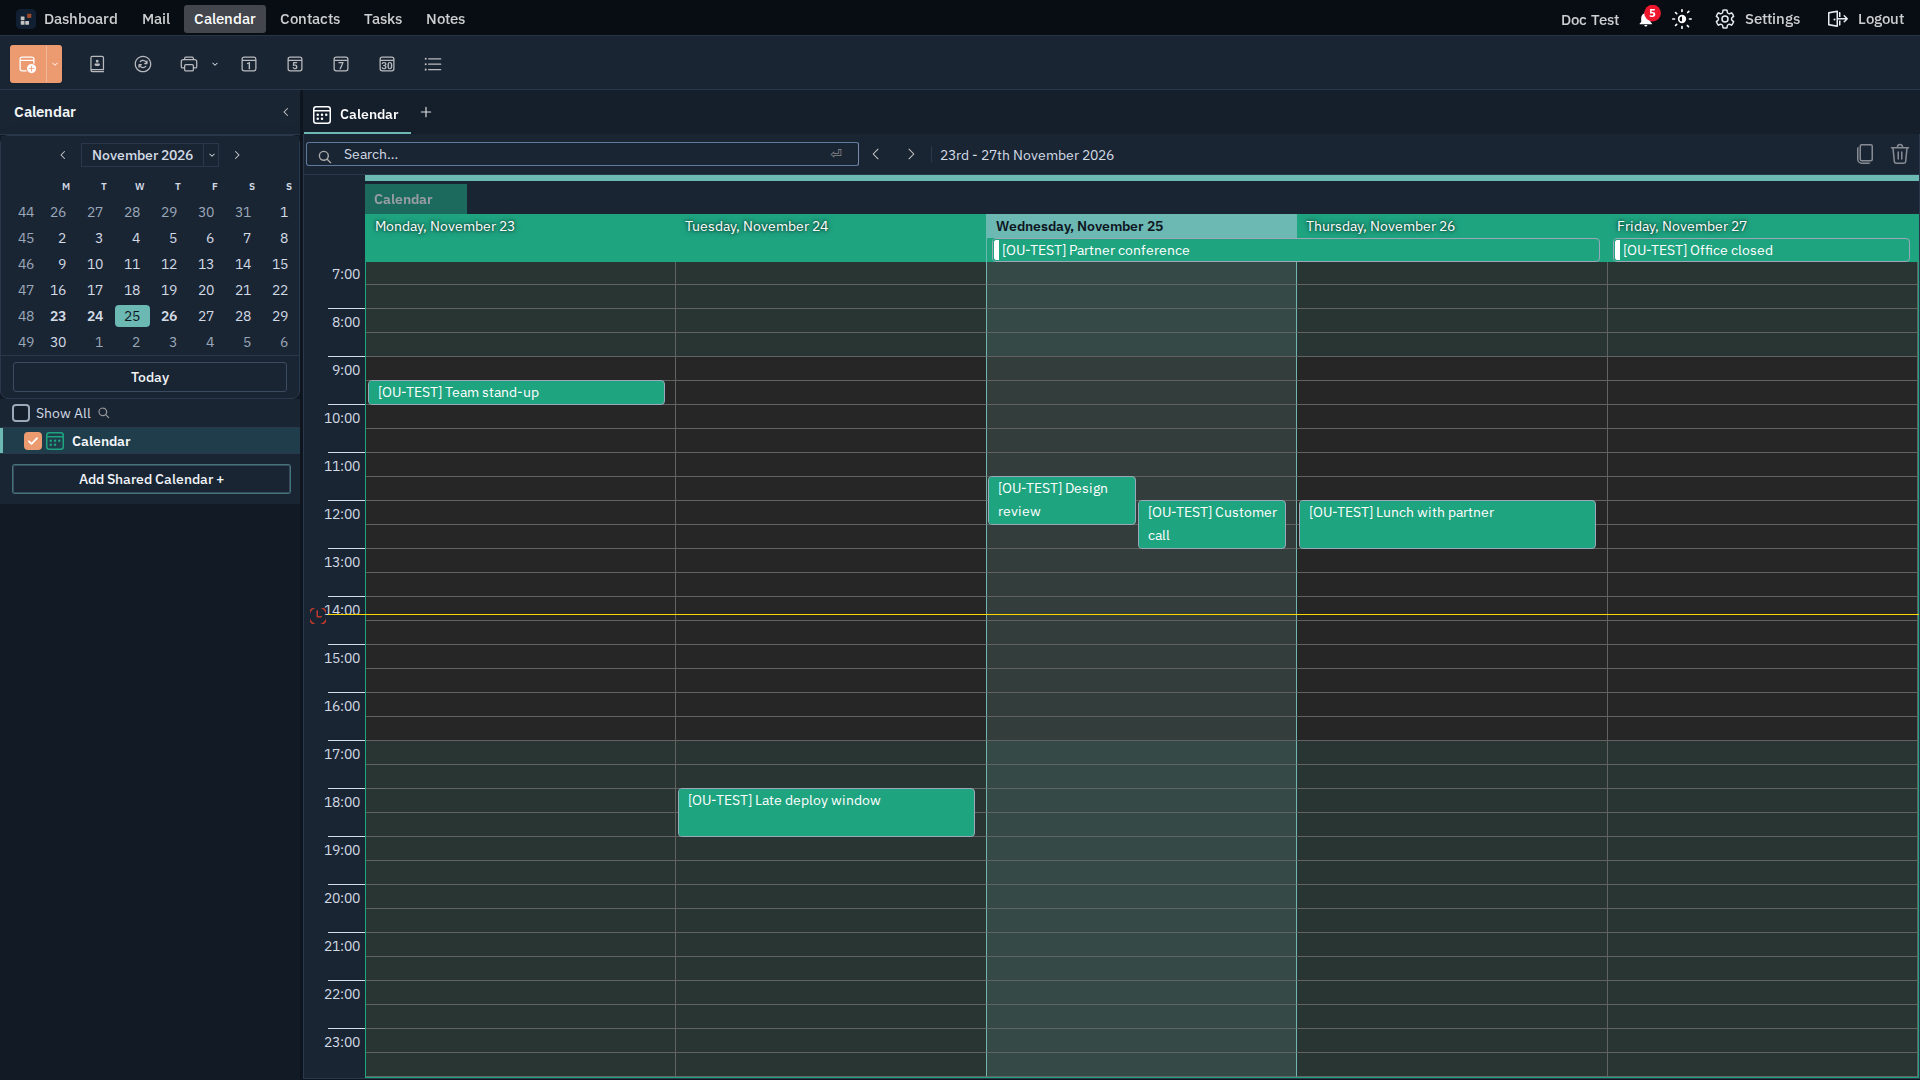 Dashboard Mail Calendar Contacts Tasks Notes Doc Test 5 Settings Logout
1 5 7 30
Calendar
Calendar
November 2026
Search...
23rd - 27th November 2026
M T W T F S S
44 26 27 28 29 30 31 1
45 2 3 4 5 6 7 8
46 9 10 11 12 13 14 15
47 16 17 18 19 20 21 22
48 23 24 25 26 27 28 29
49 30 1 2 3 4 5 6
Today
Show All
Calendar
Add Shared Calendar +
Calendar
Monday, November 23 Tuesday, November 24 Wednesday, November 25 Thursday, November 26 Friday, November 27
[OU-TEST] Partner conference [OU-TEST] Office closed
7:00
8:00
9:00
[OU-TEST] Team stand-up
10:00
11:00
[OU-TEST] Design
review
12:00
[OU-TEST] Customer
call
[OU-TEST] Lunch with partner
13:00
14:00
15:00
16:00
17:00
18:00
[OU-TEST] Late deploy window
19:00
20:00
21:00
22:00
23:00